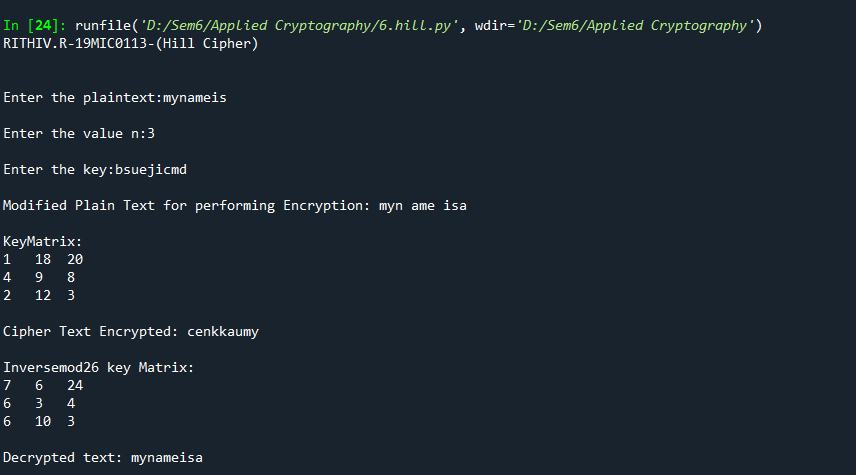 In [24]: runfile('D:/Sem6/Applied Cryptography/6.hill.py', wdir='D:/Sem6/Applied Cryptography')
RITHIV.R-19MIC0113-(Hill Cipher)
Enter the plaintext:mynameis
Enter the value n:3
Enter the key:bsuejicmd
Modified Plain Text for performing Encryption: myn ame isa
KeyMatrix:
1 18 20
4 9 8
2 12 3
Cipher Text Encrypted: cenkkaumy
Inversemod26 key Matrix:
7 6 24
6 3 4
6 10 3
Decrypted text: mynameisa